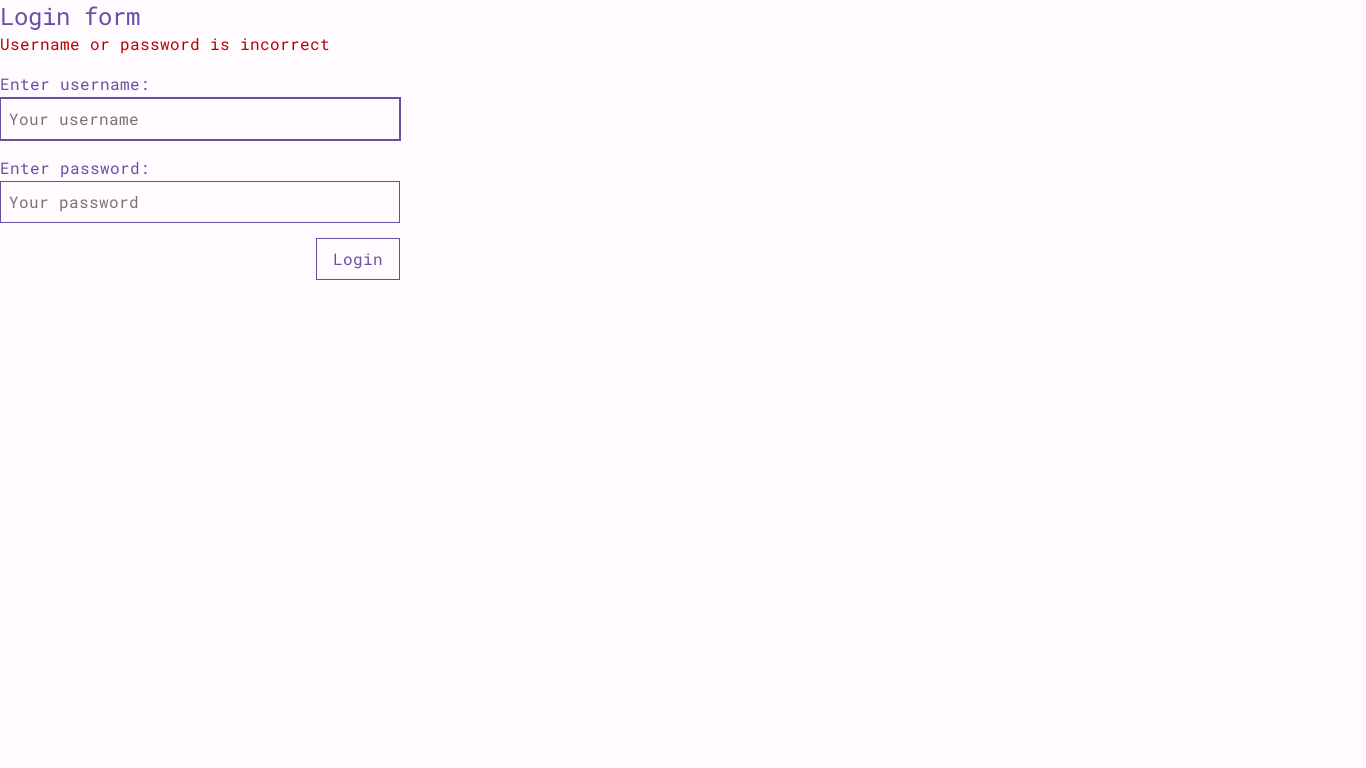 Login form
Username or password is incorrect
Enter username:
Your username
Enter password:
Your password
Login